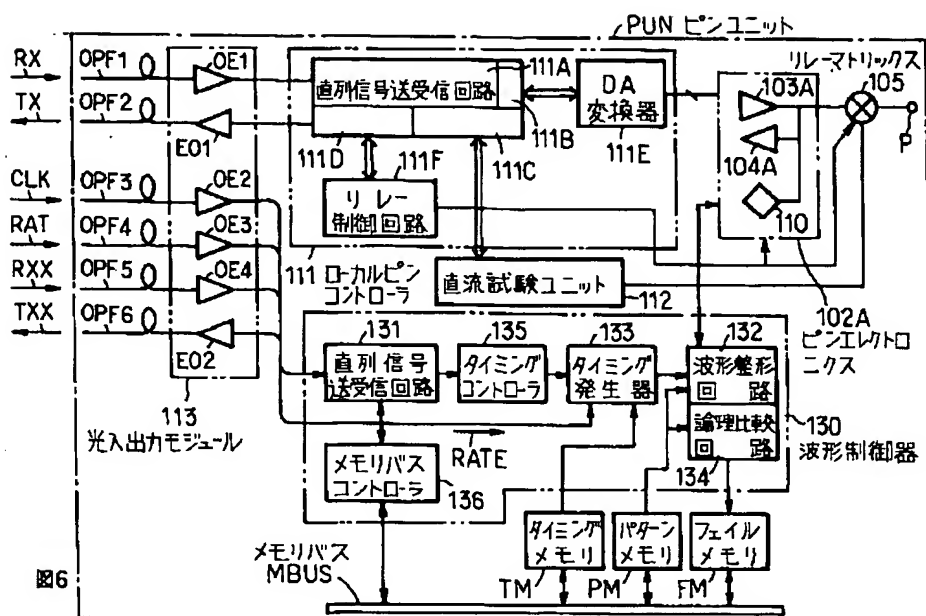 PUN ピンユニット
リレーマトリックス
RX
OPF1
OE1
111A
直列信号送受信回路
111B
DA
変換器
111E
103A
105
P
TX
OPF2
EO1
111D
111F
111C
104A
CLK
OPF3
OE2
リレー
制御回路
110
RAT
OPF4
OE3
RXX
OPF5
OE4
111
ローカルピン
コントローラ
直流試験ユニット
112
102A
ピンエレクトロ
ニクス
TXX
OPF6
EO2
113
光入出力モジュール
131
直列信号
送受信回路
135
タイミング
コントローラ
133
タイミング
発生器
132
波形整形
回路
論理比較
回路
134
130
波形制御器
RATE
メモリバス
コントローラ
136
タイミング
メモリ
TM
パターン
メモリ
PM
フェイル
メモリ
FM
メモリバス
MBUS
図6